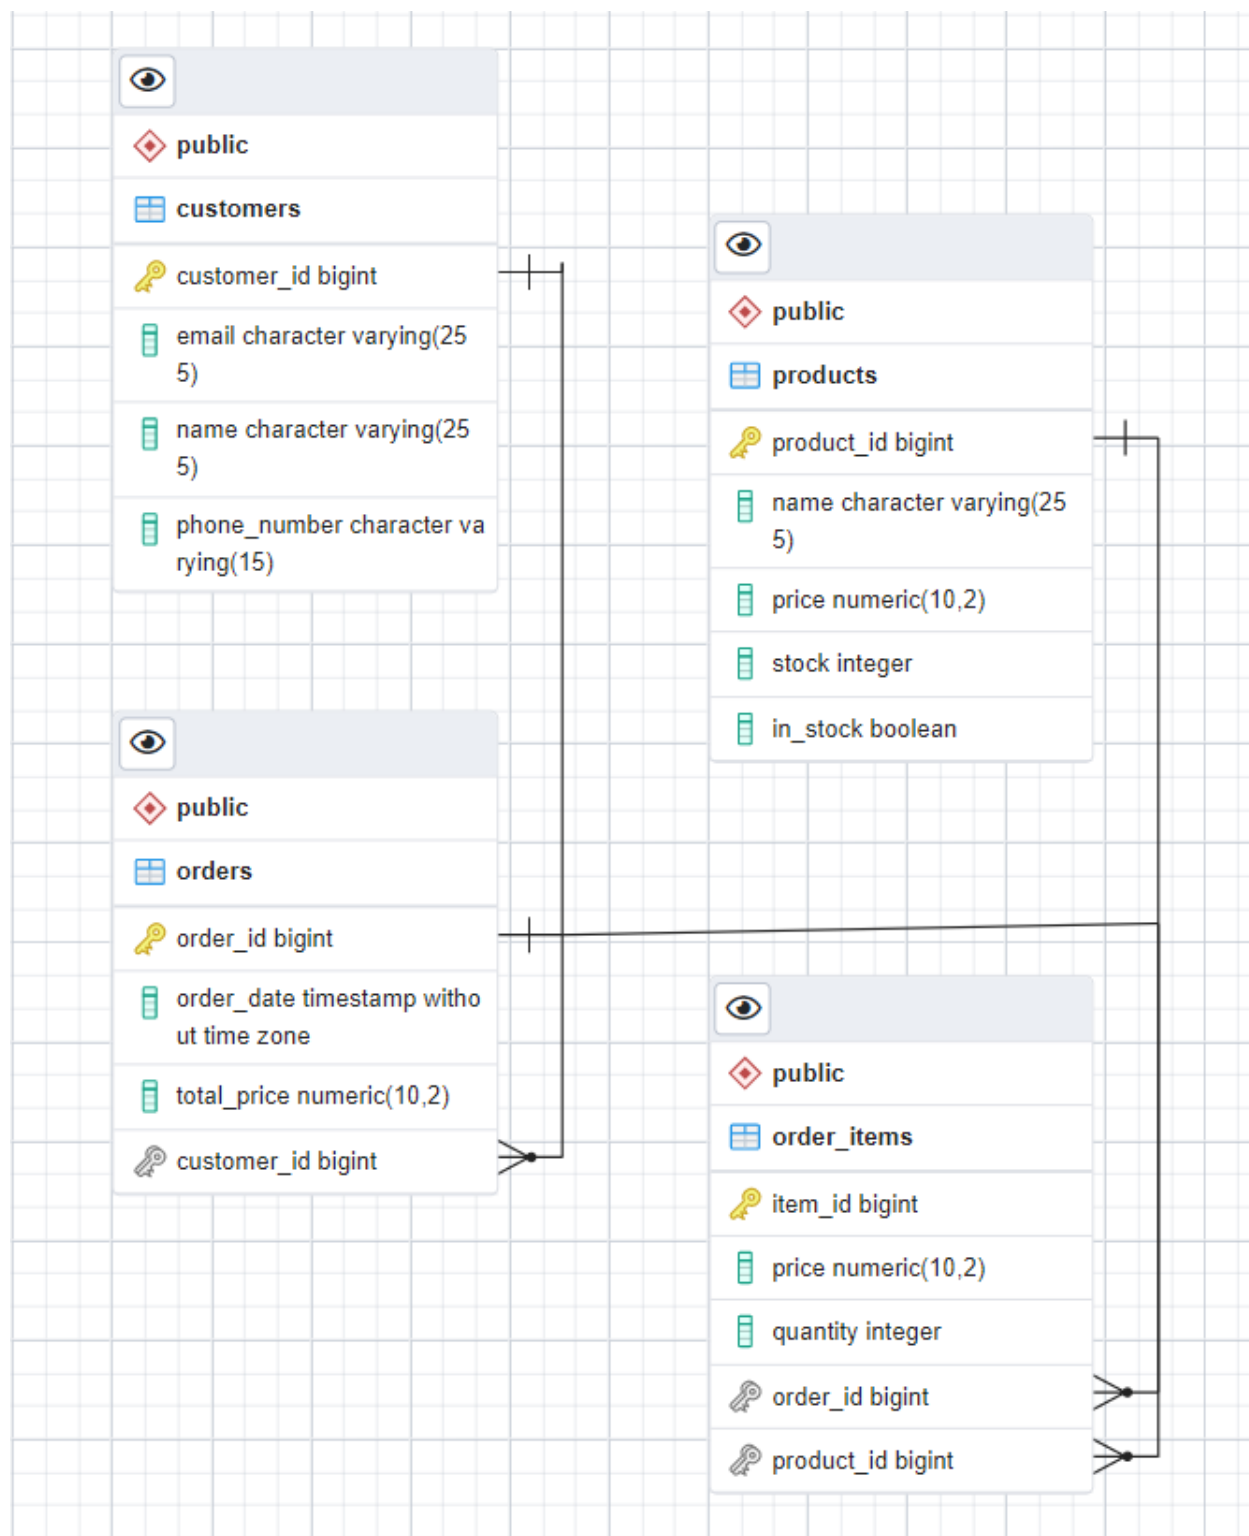 public
customers
customer_id bigint
email character varying(25
5)
name character varying(25
5)
phone_number character va
rying(15)
public
products
product_id bigint
name character varying(25
5)
price numeric(10,2)
stock integer
in_stock boolean
public
orders
order_id bigint
order_date timestamp witho
ut time zone
total_price numeric(10,2)
customer_id bigint
public
order_items
item_id bigint
price numeric(10,2)
quantity integer
order_id bigint
product_id bigint